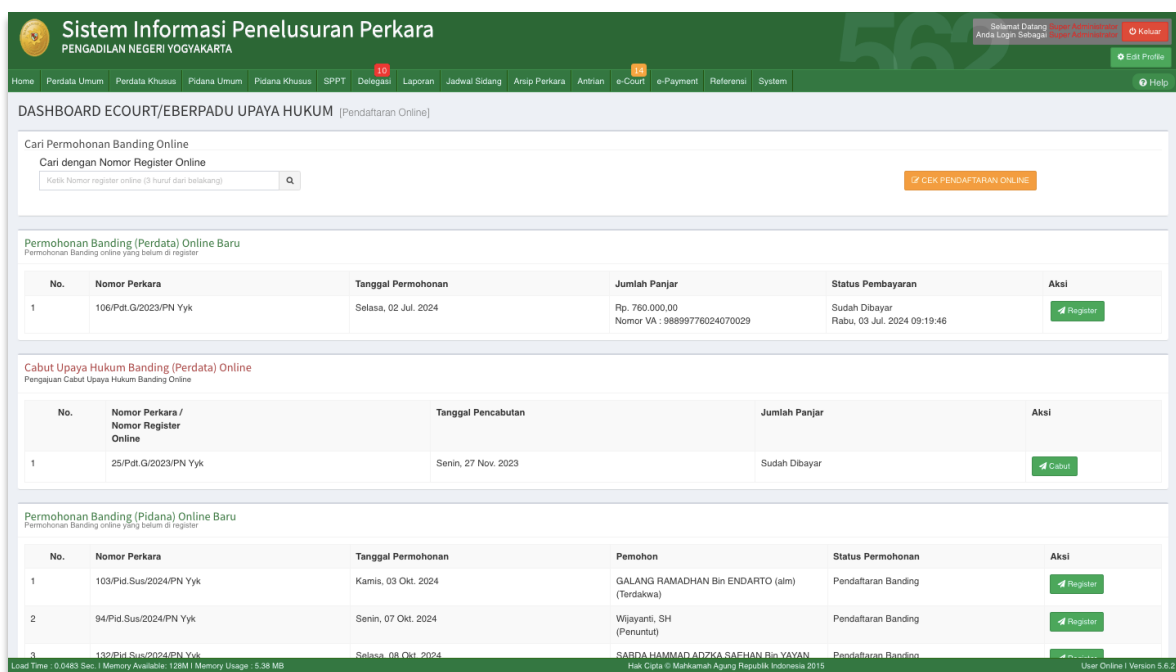 Sistem Informasi Penelusuran Perkara
PENGADILAN NEGERI YOGYAKARTA
562
Selamat Datang Super Administrator
Anda Login Sebagai Super Administrator
Keluar
Edit Profile
10
14
Home Perdata Umum Perdata Khusus Pidana Umum Pidana Khusus SPPT Delegasi Laporan Jadwal Sidang Arsip Perkara Antrian e-Court e-Payment Referensi System Help
DASHBOARD ECOURT/EBERPADU UPAYA HUKUM [Pendaftaran Online]
Cari Permohonan Banding Online
Cari dengan Nomor Register Online
Ketik Nomor register online (3 huruf dari belakang)
CEK PENDAFTARAN ONLINE
Permohonan Banding (Perdata) Online Baru
Permohonan Banding online yang belum di register
No. Nomor Perkara Tanggal Permohonan Jumlah Panjar Status Pembayaran Aksi
1 106/Pdt.G/2023/PN Yyk Selasa, 02 Jul. 2024 Rp. 760.000,00 Sudah Dibayar Register
Nomor VA : 98899776024070029 Rabu, 03 Jul. 2024 09:19:46
Cabut Upaya Hukum Banding (Perdata) Online
Pengajuan Cabut Upaya Hukum Banding Online
No. Nomor Perkara / Tanggal Pencabutan Jumlah Panjar Aksi
Nomor Register
Online
1 25/Pdt.G/2023/PN Yyk Senin, 27 Nov. 2023 Sudah Dibayar Cabut
Permohonan Banding (Pidana) Online Baru
Permohonan Banding online yang belum di register
No. Nomor Perkara Tanggal Permohonan Pemohon Status Permohonan Aksi
1 103/Pid.Sus/2024/PN Yyk Kamis, 03 Okt. 2024 GALANG RAMADHAN Bin ENDARTO (alm) Pendaftaran Banding Register
(Terdakwa)
2 94/Pid.Sus/2024/PN Yyk Senin, 07 Okt. 2024 Wijayanti, SH Pendaftaran Banding Register
(Penuntut)
3 132/Pid.Sus/2024/PN Yyk Selasa, 08 Okt. 2024 SABDA HAMMAD ADZKA SAEHAN Bin YAYAN Pendaftaran Banding Register
Load Time : 0.0483 Sec. | Memory Available: 128M | Memory Usage : 5.38 MB Hak Cipta © Mahkamah Agung Republik Indonesia 2015 User Online | Version 5.6.2